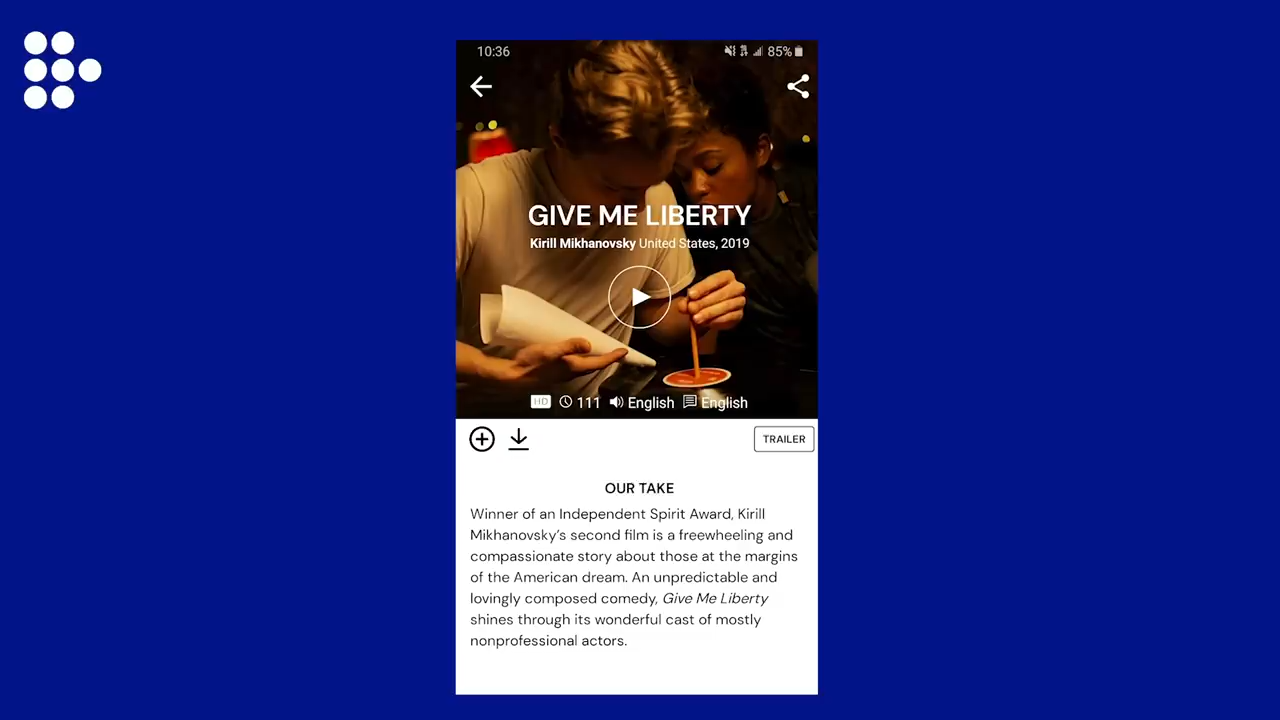 10:36
85%
GIVE ME LIBERTY
Kirill Mikhanovsky United States, 2019
HD 111 English English
TRAILER
OUR TAKE
Winner of an Independent Spirit Award, Kirill
Mikhanovsky's second film is a freewheeling and
compassionate story about those at the margins
of the American dream. An unpredictable and
lovingly composed comedy, Give Me Liberty
shines through its wonderful cast of mostly
nonprofessional actors.